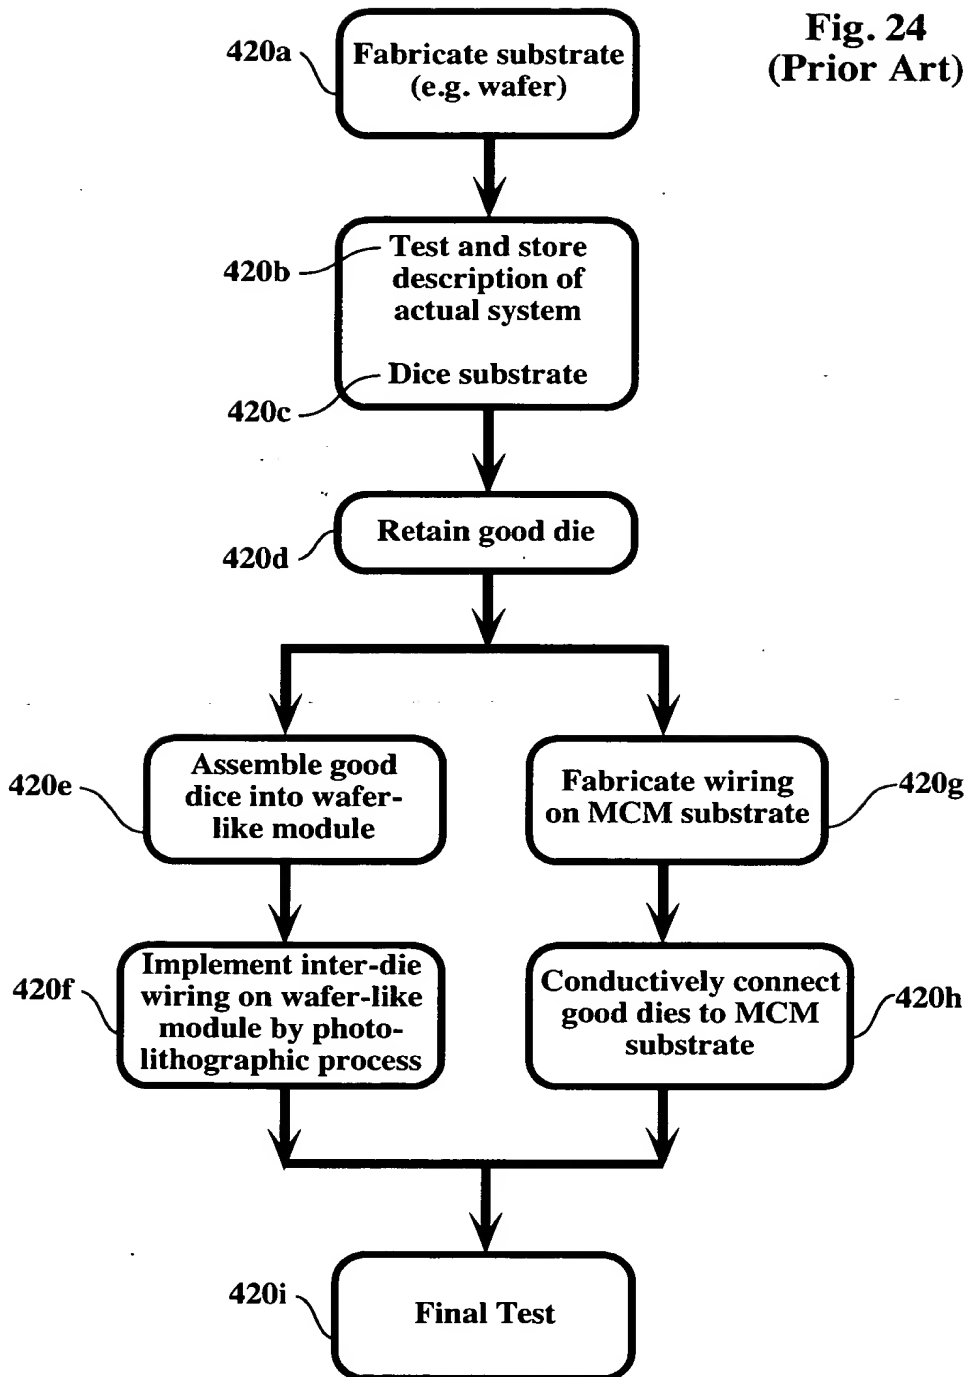 Fig. 24
(Prior Art)
420a
Fabricate substrate
(e.g. wafer)
420b
Test and store
description of
actual system
Dice substrate
420c
Retain good die
420d
420e
Assemble good
dice into wafer-
like module
Fabricate wiring
on MCM substrate
420g
420f
Implement inter-die
wiring on wafer-like
module by photo-
lithographic process
Conductively connect
good dies to MCM
substrate
420h
420i
Final Test